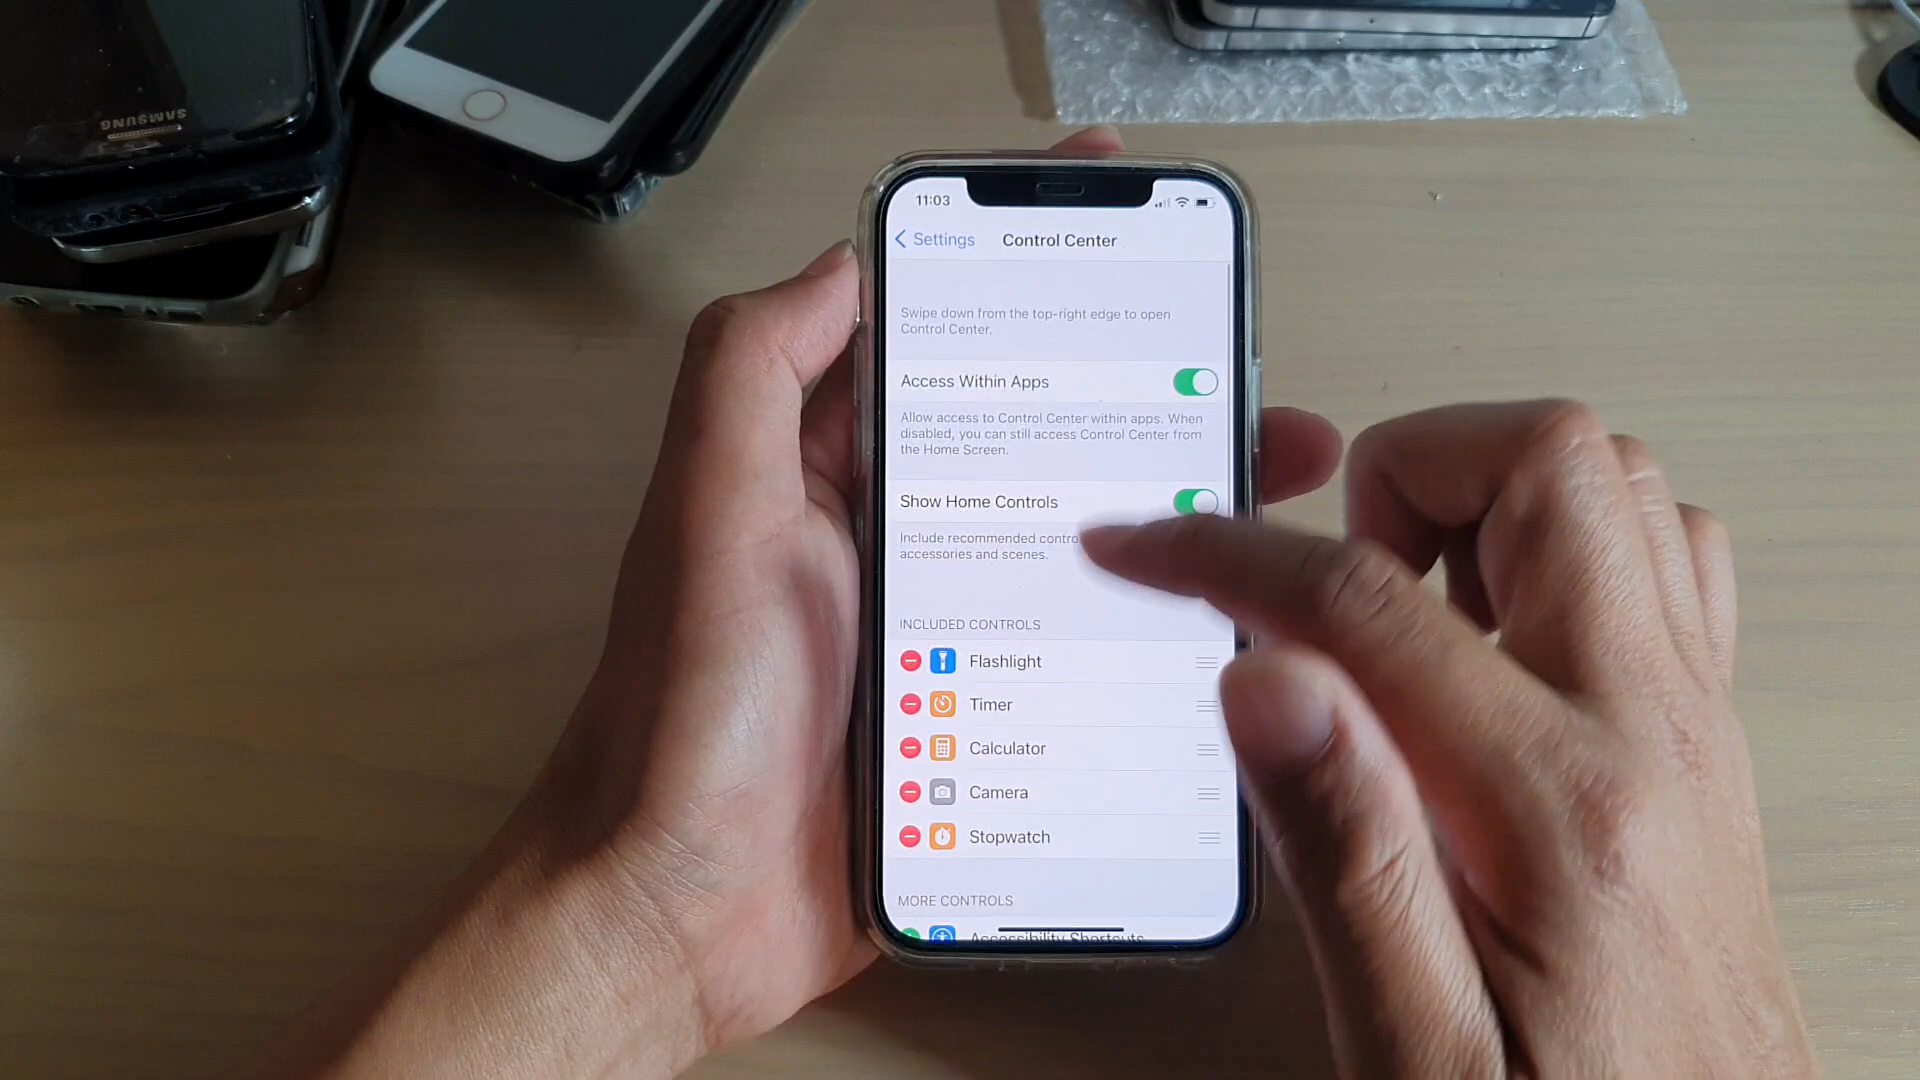 SAMSUNG
11:03
Settings
Control Center
Swipe down from the top-right edge to open
Control Center.
Access Within Apps
Allow access to Control Center within apps. When
disabled, you can still access Control Center from
the Home Screen.
Show Home Controls
Include recommended contro
accessories and scenes.
INCLUDED CONTROLS
Flashlight
Timer
Calculator
Camera
Stopwatch
MORE CONTROLS
Accessibility Shortcuts